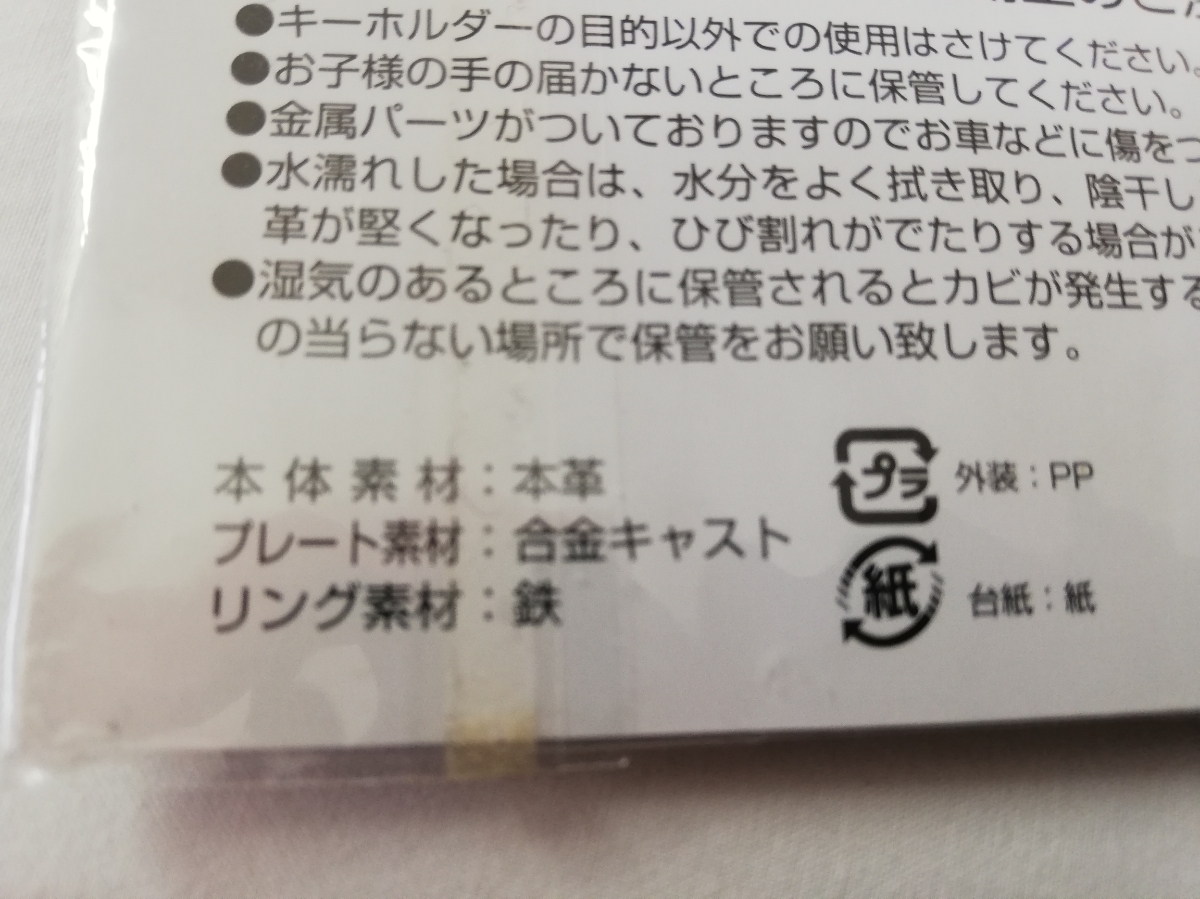 ●キーホルダーの目的以外での使用はさけてください。
●お子様の手の届かないところに保管してください。
●金属パーツがついておりますのでお車などに傷をつ
●水濡れした場合は、水分をよく拭き取り、陰干し
革が堅くなったり、ひび割れがでたりする場合が
●湿気のあるところに保管されるとカビが発生する
の当らない場所で保管をお願い致します。
本体素材：本革
プラ 外装：PP
プレート素材：合金キャスト
リング素材：鉄
紙 台紙：紙